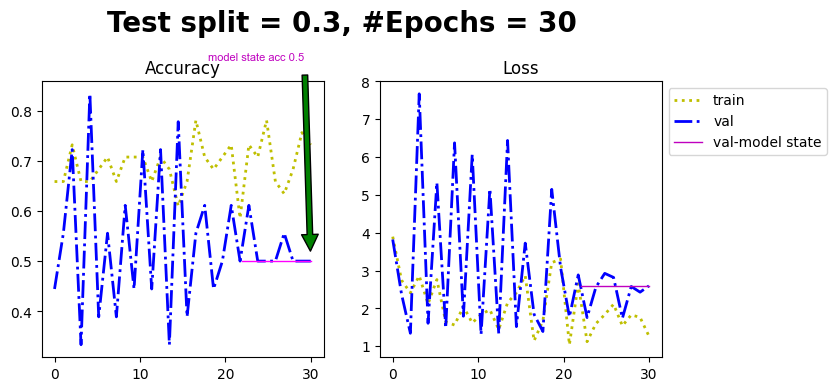 Test split = 0.3, #Epochs = 30
model state acc 0.5
Accuracy
0.8
0.7
0.6
0.5
0.4
0 10 20 30
Loss
8
7
6
5
4
3
2
1
0 10 20 30
train
val
val-model state